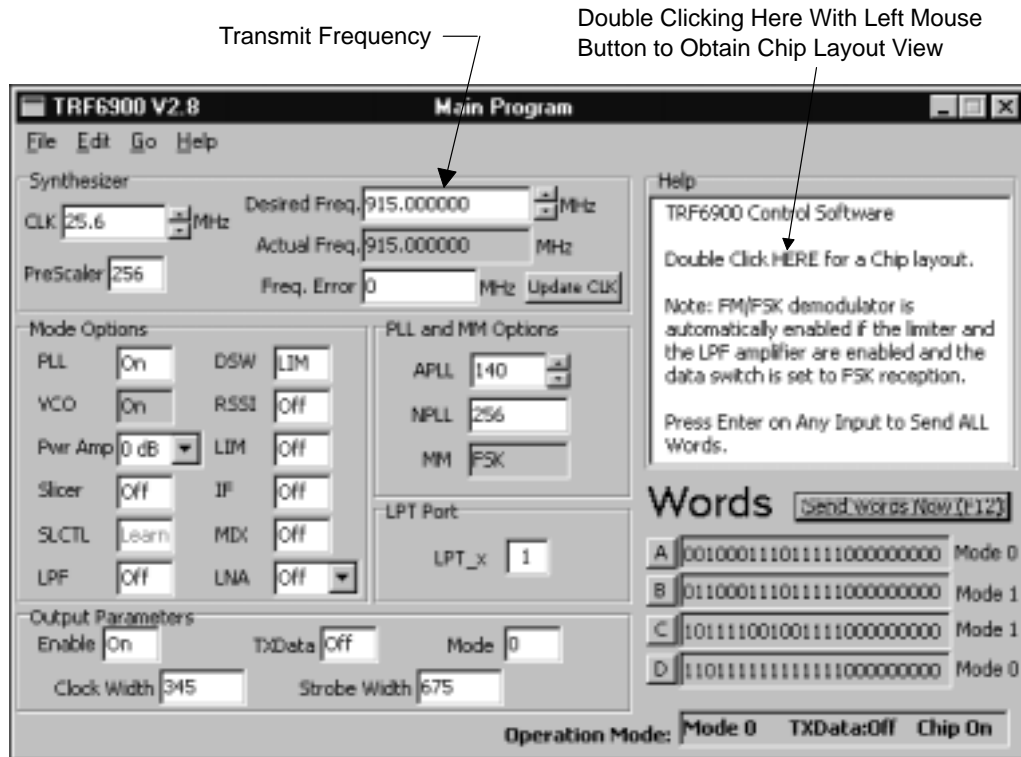 Transmit Frequency
Double Clicking Here With Left Mouse
Button to Obtain Chip Layout View
TRF6900 V2.8 Main Program
File Edit Go Help
Synthesizer
CLK 25.6 MHz
Desired Freq. 915.000000 MHz
Actual Freq. 915.000000 MHz
PreScaler 256
Freq. Error 0 MHz Update CLK
Help
TRF6900 Control Software
Double Click HERE for a Chip layout.
Note: FM/FSK demodulator is
automatically enabled if the limiter and
the LPF amplifier are enabled and the
data switch is set to FSK reception.
Press Enter on Any Input to Send ALL
Words.
Mode Options
PLL On DSW LIM
VCO On RSSI Off
Pwr Amp 0 dB LIM Off
Slicer Off IF Off
SLCTL Learn MIX Off
LPF Off LNA Off
PLL and MM Options
APLL 140
NPLL 256
MM FSK
LPT Port
LPT_x 1
Words Send Words Now (F12)
A 001000111011111000000000 Mode 0
B 011000111011111000000000 Mode 1
C 101111001001111000000000 Mode 1
D 110111111111111000000000 Mode 0
Output Parameters
Enable On TXData Off Mode 0
Clock Width 345 Strobe Width 675
Operation Mode: Mode 0 TXData:Off Chip On